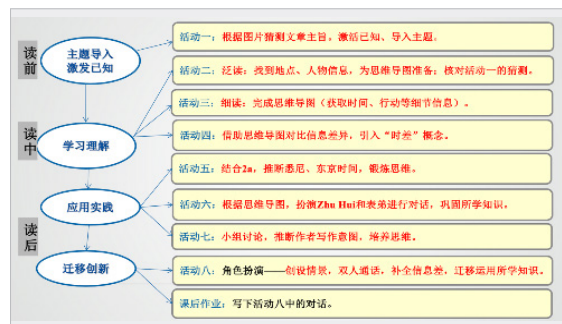 读前
主题导入
激发已知
活动一：根据图片猜测文章主旨，激活已知、导入主题。
活动二：泛读：找到地点、人物信息，为思维导图准备；核对活动一的猜测。
读中
学习理解
活动三：细读：完成思维导图（获取时间、行动等细节信息）。
活动四：借助思维导图对比信息差异，引入“时差”概念。
读后
应用实践
活动五：结合2a，推断悉尼、东京时间，锻炼思维。
活动六：根据思维导图，扮演Zhu Hui和表弟进行对话，巩固所学知识。
活动七：小组讨论，推断作者写作意图，培养思维。
迁移创新
活动八：角色扮演——创设情景，双人通话，补全信息差，迁移运用所学知识。
课后作业：写下活动八中的对话。